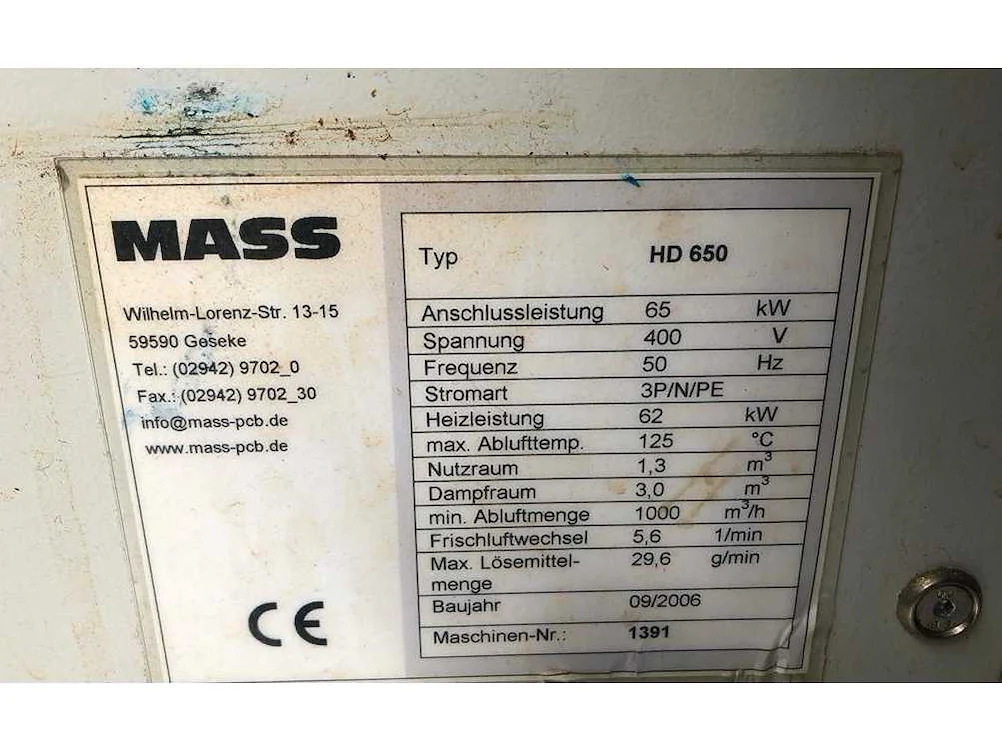 MASS
Wilhelm-Lorenz-Str. 13-15
59590 Geseke
Tel.: (02942) 9702_0
Fax.: (02942) 9702_30
info@mass-pcb.de
www.mass-pcb.de
CE
Typ HD 650
Anschlussleistung 65 kW
Spannung 400 V
Frequenz 50 Hz
Stromart 3P/N/PE
Heizleistung 62 kW
max. Ablufttemp. 125 °C
Nutzraum 1,3 m³
Dampfraum 3,0 m³
min. Abluftmenge 1000 m³/h
Frischluftwechsel 5,6 1/min
Max. Lösemittel- 29,6 g/min
menge
Baujahr 09/2006
Maschinen-Nr.: 1391